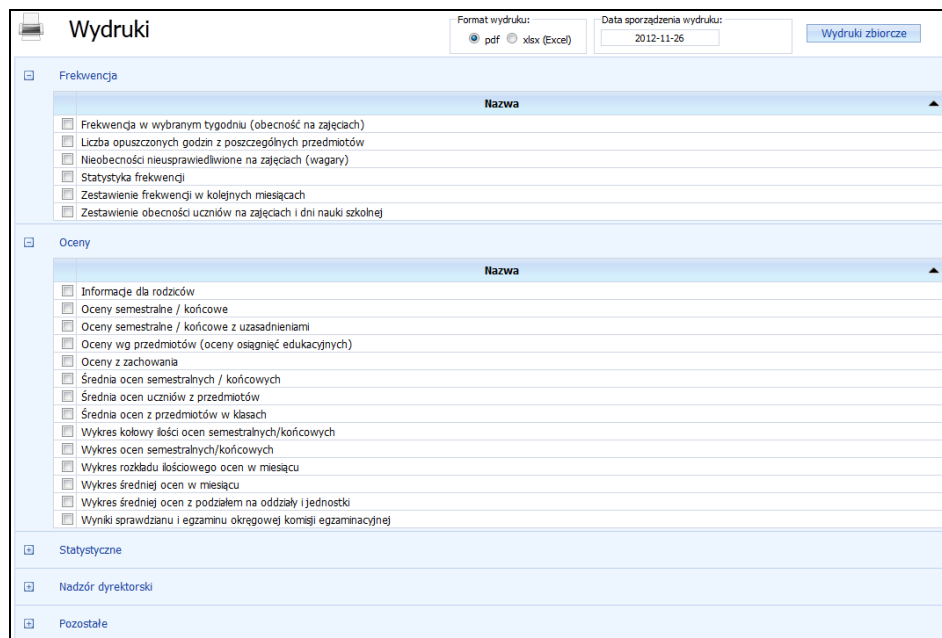 Wydruki
Format wydruku:
pdf xlsx (Excel)
Data sporządzenia wydruku:
2012-11-26
Wydruki zbiorcze
Frekwencja
Nazwa
Frekwencja w wybranym tygodniu (obecność na zajęciach)
Liczba opuszczonych godzin z poszczególnych przedmiotów
Nieobecności nieusprawiedliwione na zajęciach (wagary)
Statystyka frekwencji
Zestawienie frekwencji w kolejnych miesiącach
Zestawienie obecności uczniów na zajęciach i dni nauki szkolnej
Oceny
Nazwa
Informacje dla rodziców
Oceny semestralne / końcowe
Oceny semestralne / końcowe z uzasadnieniami
Oceny wg przedmiotów (oceny osiągnięć edukacyjnych)
Oceny z zachowania
Średnia ocen semestralnych / końcowych
Średnia ocen uczniów z przedmiotów
Średnia ocen z przedmiotów w klasach
Wykres kołowy ilości ocen semestralnych/końcowych
Wykres ocen semestralnych/końcowych
Wykres rozkładu ilościowego ocen w miesiącu
Wykres średniej ocen w miesiącu
Wykres średniej ocen z podziałem na oddziały i jednostki
Wyniki sprawdzianu i egzaminu okręgowej komisji egzaminacyjnej
Statystyczne
Nadzór dyrektorski
Pozostałe